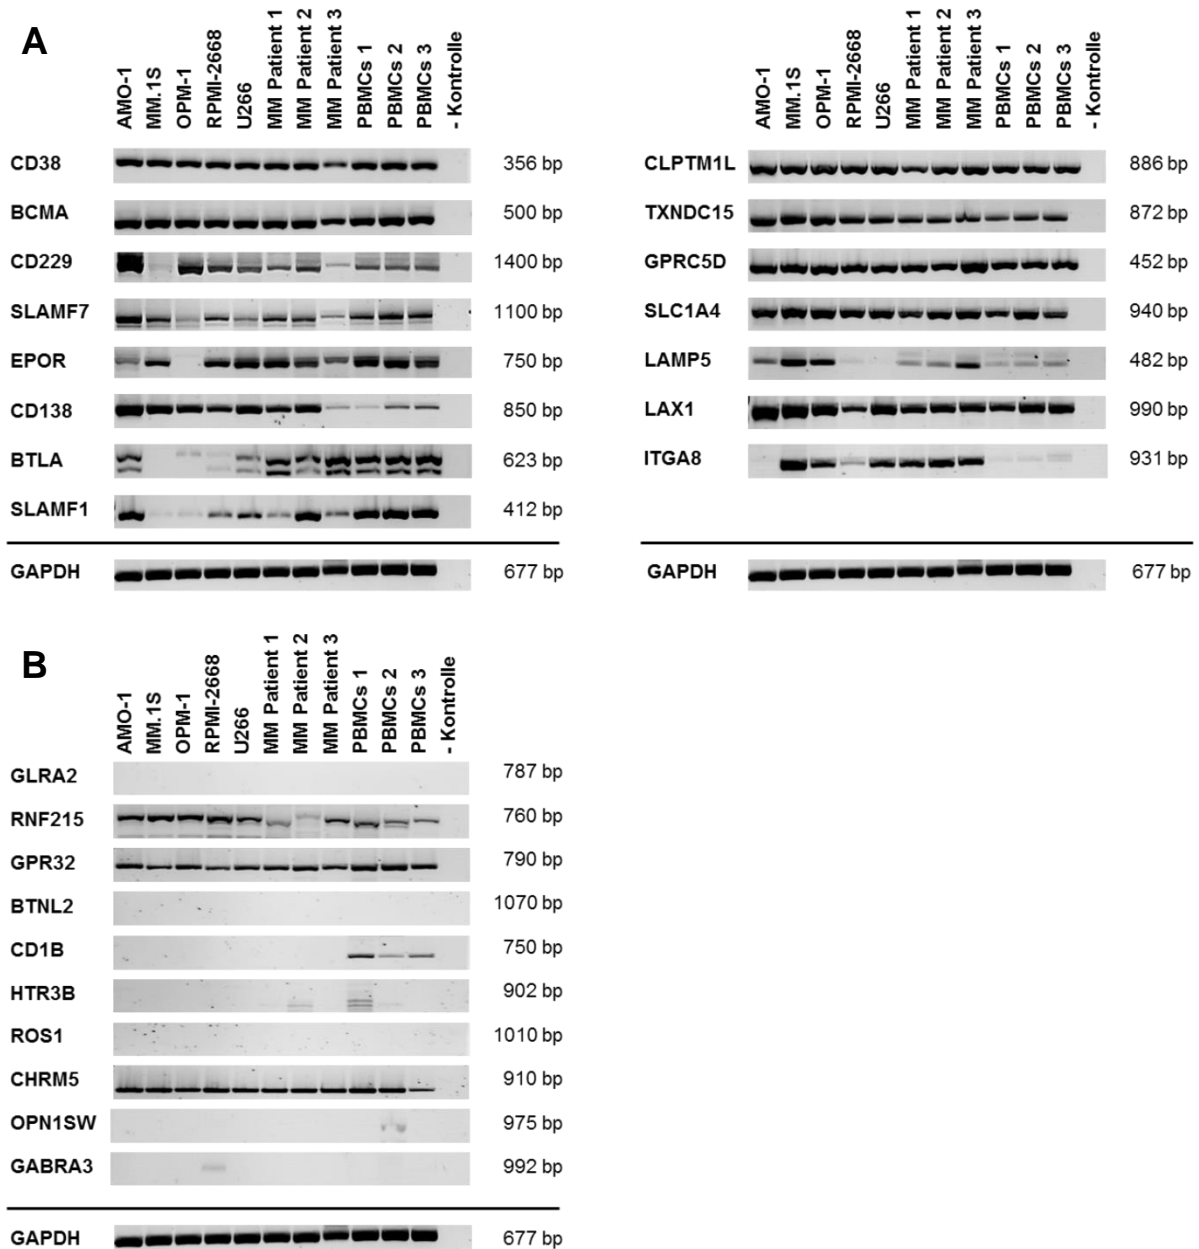 A
AMO-1
MM.1S
OPM-1
RPMI-2668
U266
MM Patient 1
MM Patient 2
MM Patient 3
PBMCs 1
PBMCs 2
PBMCs 3
- Kontrolle
CD38 356 bp
BCMA 500 bp
CD229 1400 bp
SLAMF7 1100 bp
EPOR 750 bp
CD138 850 bp
BTLA 623 bp
SLAMF1 412 bp
GAPDH 677 bp
AMO-1
MM.1S
OPM-1
RPMI-2668
U266
MM Patient 1
MM Patient 2
MM Patient 3
PBMCs 1
PBMCs 2
PBMCs 3
- Kontrolle
CLPTM1L 886 bp
TXNDC15 872 bp
GPRC5D 452 bp
SLC1A4 940 bp
LAMP5 482 bp
LAX1 990 bp
ITGA8 931 bp
GAPDH 677 bp
B
AMO-1
MM.1S
OPM-1
RPMI-2668
U266
MM Patient 1
MM Patient 2
MM Patient 3
PBMCs 1
PBMCs 2
PBMCs 3
- Kontrolle
GLRA2 787 bp
RNF215 760 bp
GPR32 790 bp
BTNL2 1070 bp
CD1B 750 bp
HTR3B 902 bp
ROS1 1010 bp
CHRM5 910 bp
OPN1SW 975 bp
GABRA3 992 bp
GAPDH 677 bp